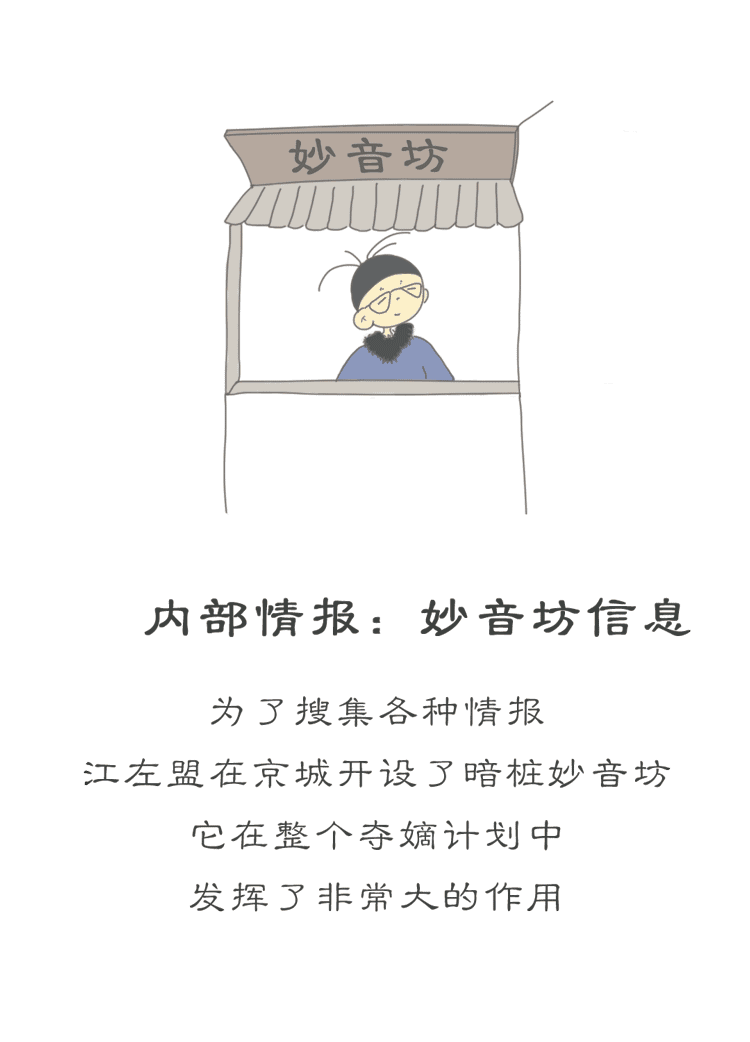 妙音坊
内部情报：妙音坊信息
为了搜集各种情报
江左盟在京城开设了暗桩妙音坊
它在整个夺嫡计划中
发挥了非常大的作用